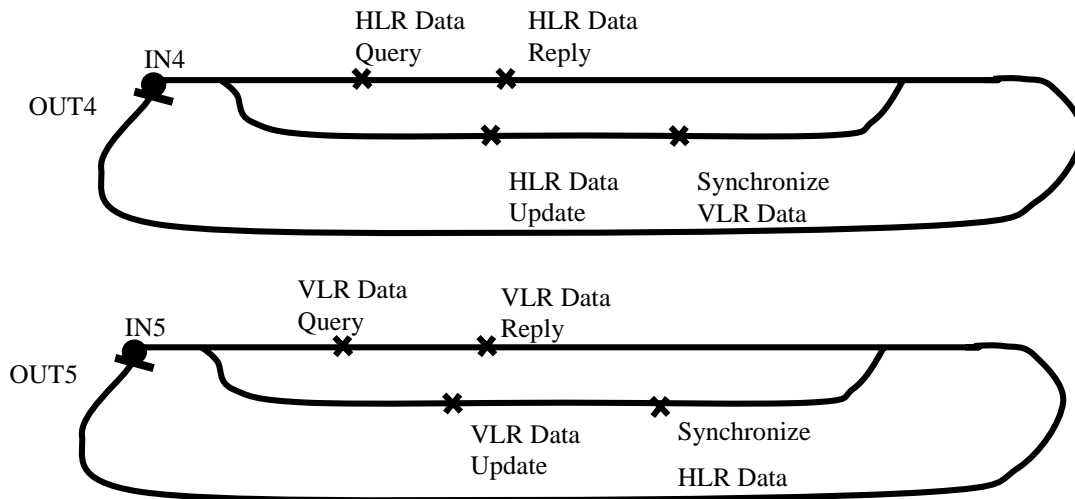 HLR Data
Query
HLR Data
Reply
IN4
OUT4
HLR Data
Update
Synchronize
VLR Data
VLR Data
Query
VLR Data
Reply
IN5
OUT5
VLR Data
Update
Synchronize
HLR Data